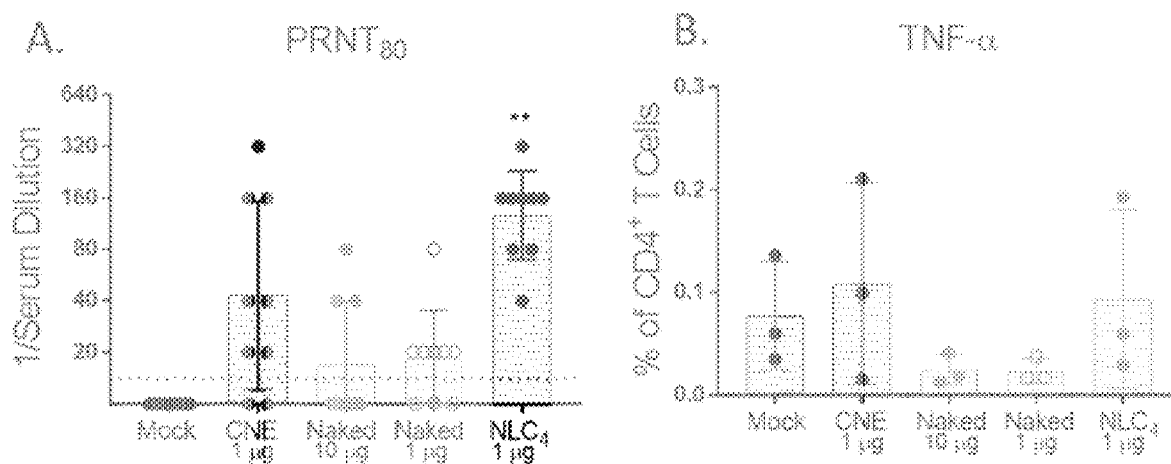 A.
PRNT80
1/Serum Dilution
640
320
160
80
40
20
Mock
CNE
1 µg
Naked
10 µg
Naked
1 µg
NLC4
1 µg
**
B.
TNF-α
% of CD4+ T Cells
0.3
0.2
0.1
0.0
Mock
CNE
1 µg
Naked
10 µg
Naked
1 µg
NLC4
1 µg